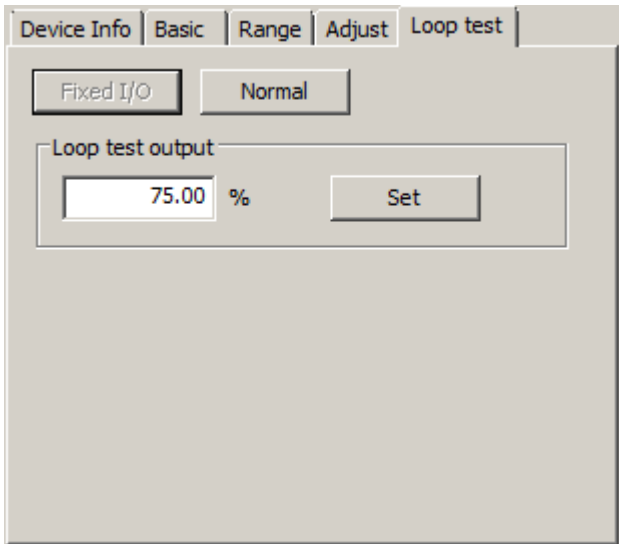 Device Info Basic Range Adjust Loop test
Fixed I/O Normal
Loop test output
75.00 % Set